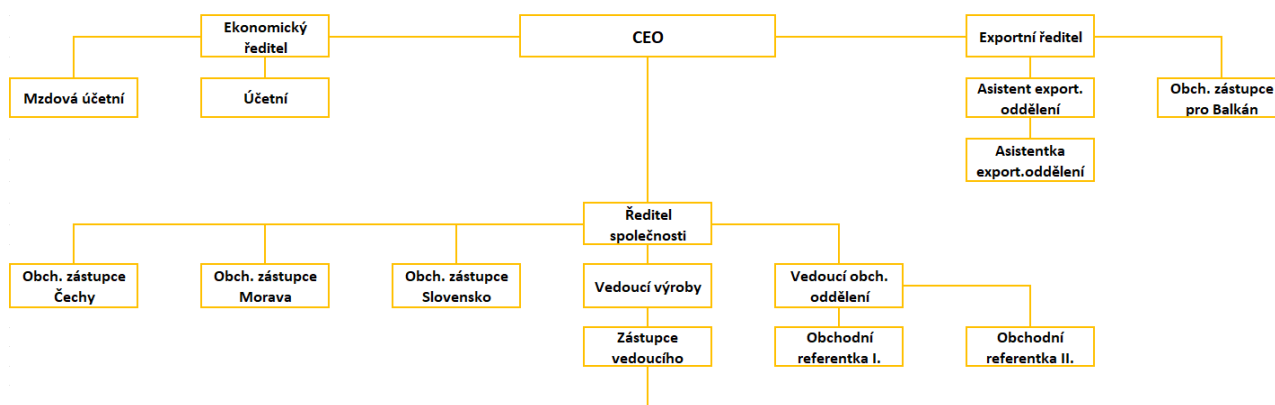 Ekonomický
ředitel
CEO
Exportní ředitel
Mzdová účetní
Účetní
Asistent export.
oddělení
Obch. zástupce
pro Balkán
Asistentka
export.oddělení
Ředitel
společnosti
Obch. zástupce
Čechy
Obch. zástupce
Morava
Obch. zástupce
Slovensko
Vedoucí výroby
Vedoucí obch.
oddělení
Zástupce
vedoucího
Obchodní
referentka I.
Obchodní
referentka II.